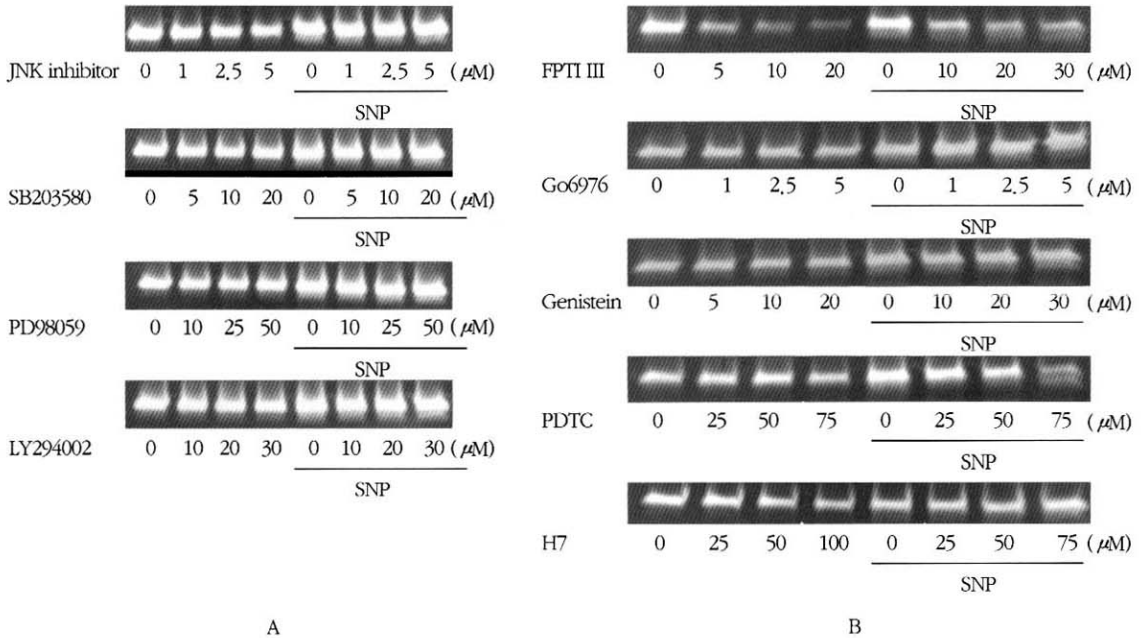 JNK inhibitor 0 1 2.5 5 0 1 2.5 5 (μM)
SNP
SB203580 0 5 10 20 0 5 10 20 (μM)
SNP
PD98059 0 10 25 50 0 10 25 50 (μM)
SNP
LY294002 0 10 20 30 0 10 20 30 (μM)
SNP
A
FPTI III 0 5 10 20 0 10 20 30 (μM)
SNP
Go6976 0 1 2.5 5 0 1 2.5 5 (μM)
SNP
Genistein 0 5 10 20 0 10 20 30 (μM)
SNP
PDTC 0 25 50 75 0 25 50 75 (μM)
SNP
H7 0 25 50 100 0 25 50 75 (μM)
SNP
B